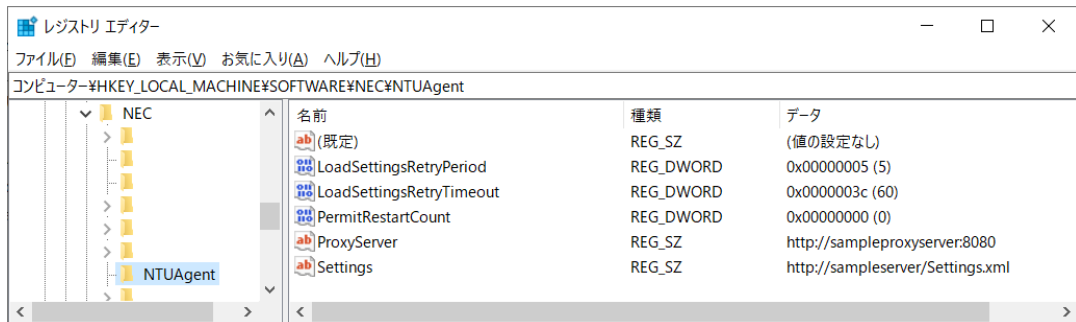 レジストリ エディター
ファイル(F) 編集(E) 表示(V) お気に入り(A) ヘルプ(H)
コンピューター¥HKEY_LOCAL_MACHINE¥SOFTWARE¥NEC¥NTUAgent
NEC
NTUAgent
名前 種類 データ
(既定) REG_SZ (値の設定なし)
LoadSettingsRetryPeriod REG_DWORD 0x00000005 (5)
LoadSettingsRetryTimeout REG_DWORD 0x0000003c (60)
PermitRestartCount REG_DWORD 0x00000000 (0)
ProxyServer REG_SZ http://sampleproxyserver:8080
Settings REG_SZ http://sampleserver/Settings.xml